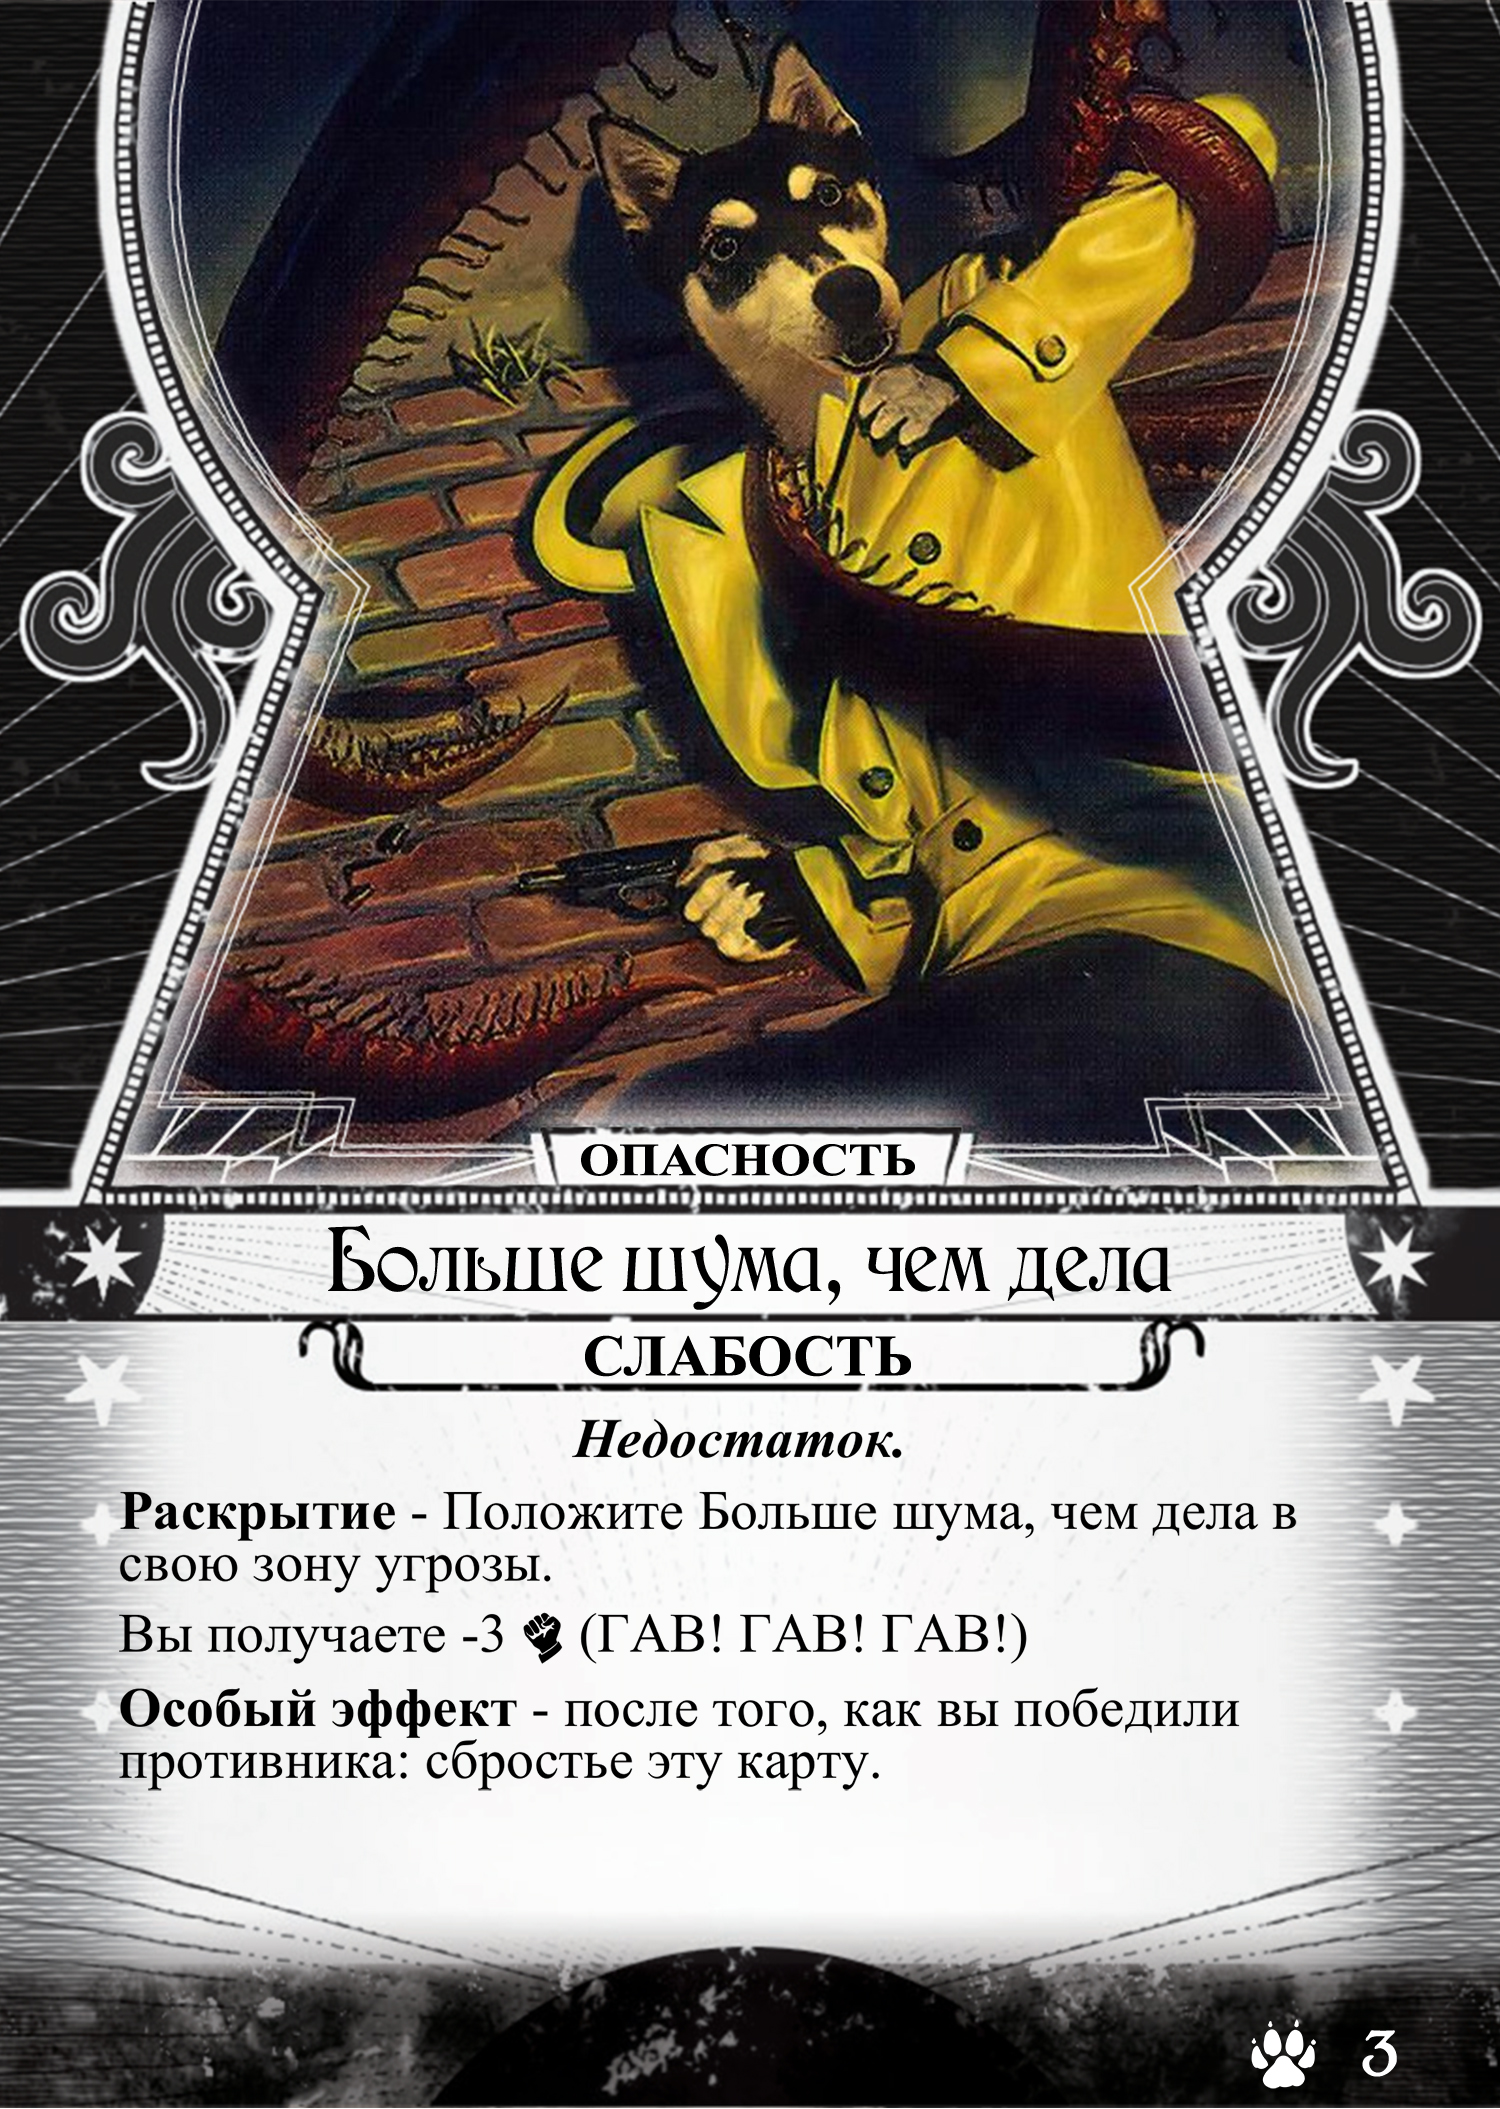 ОПАСНОСТЬ
Больше шума, чем дела
СЛАБОСТЬ
Недостаток.
Раскрытие - Положите Больше шума, чем дела в
свою зону угрозы.
Вы получаете -3 (ГАВ! ГАВ! ГАВ!)
Особый эффект - после того, как вы победили
противника: сбростье эту карту.
3